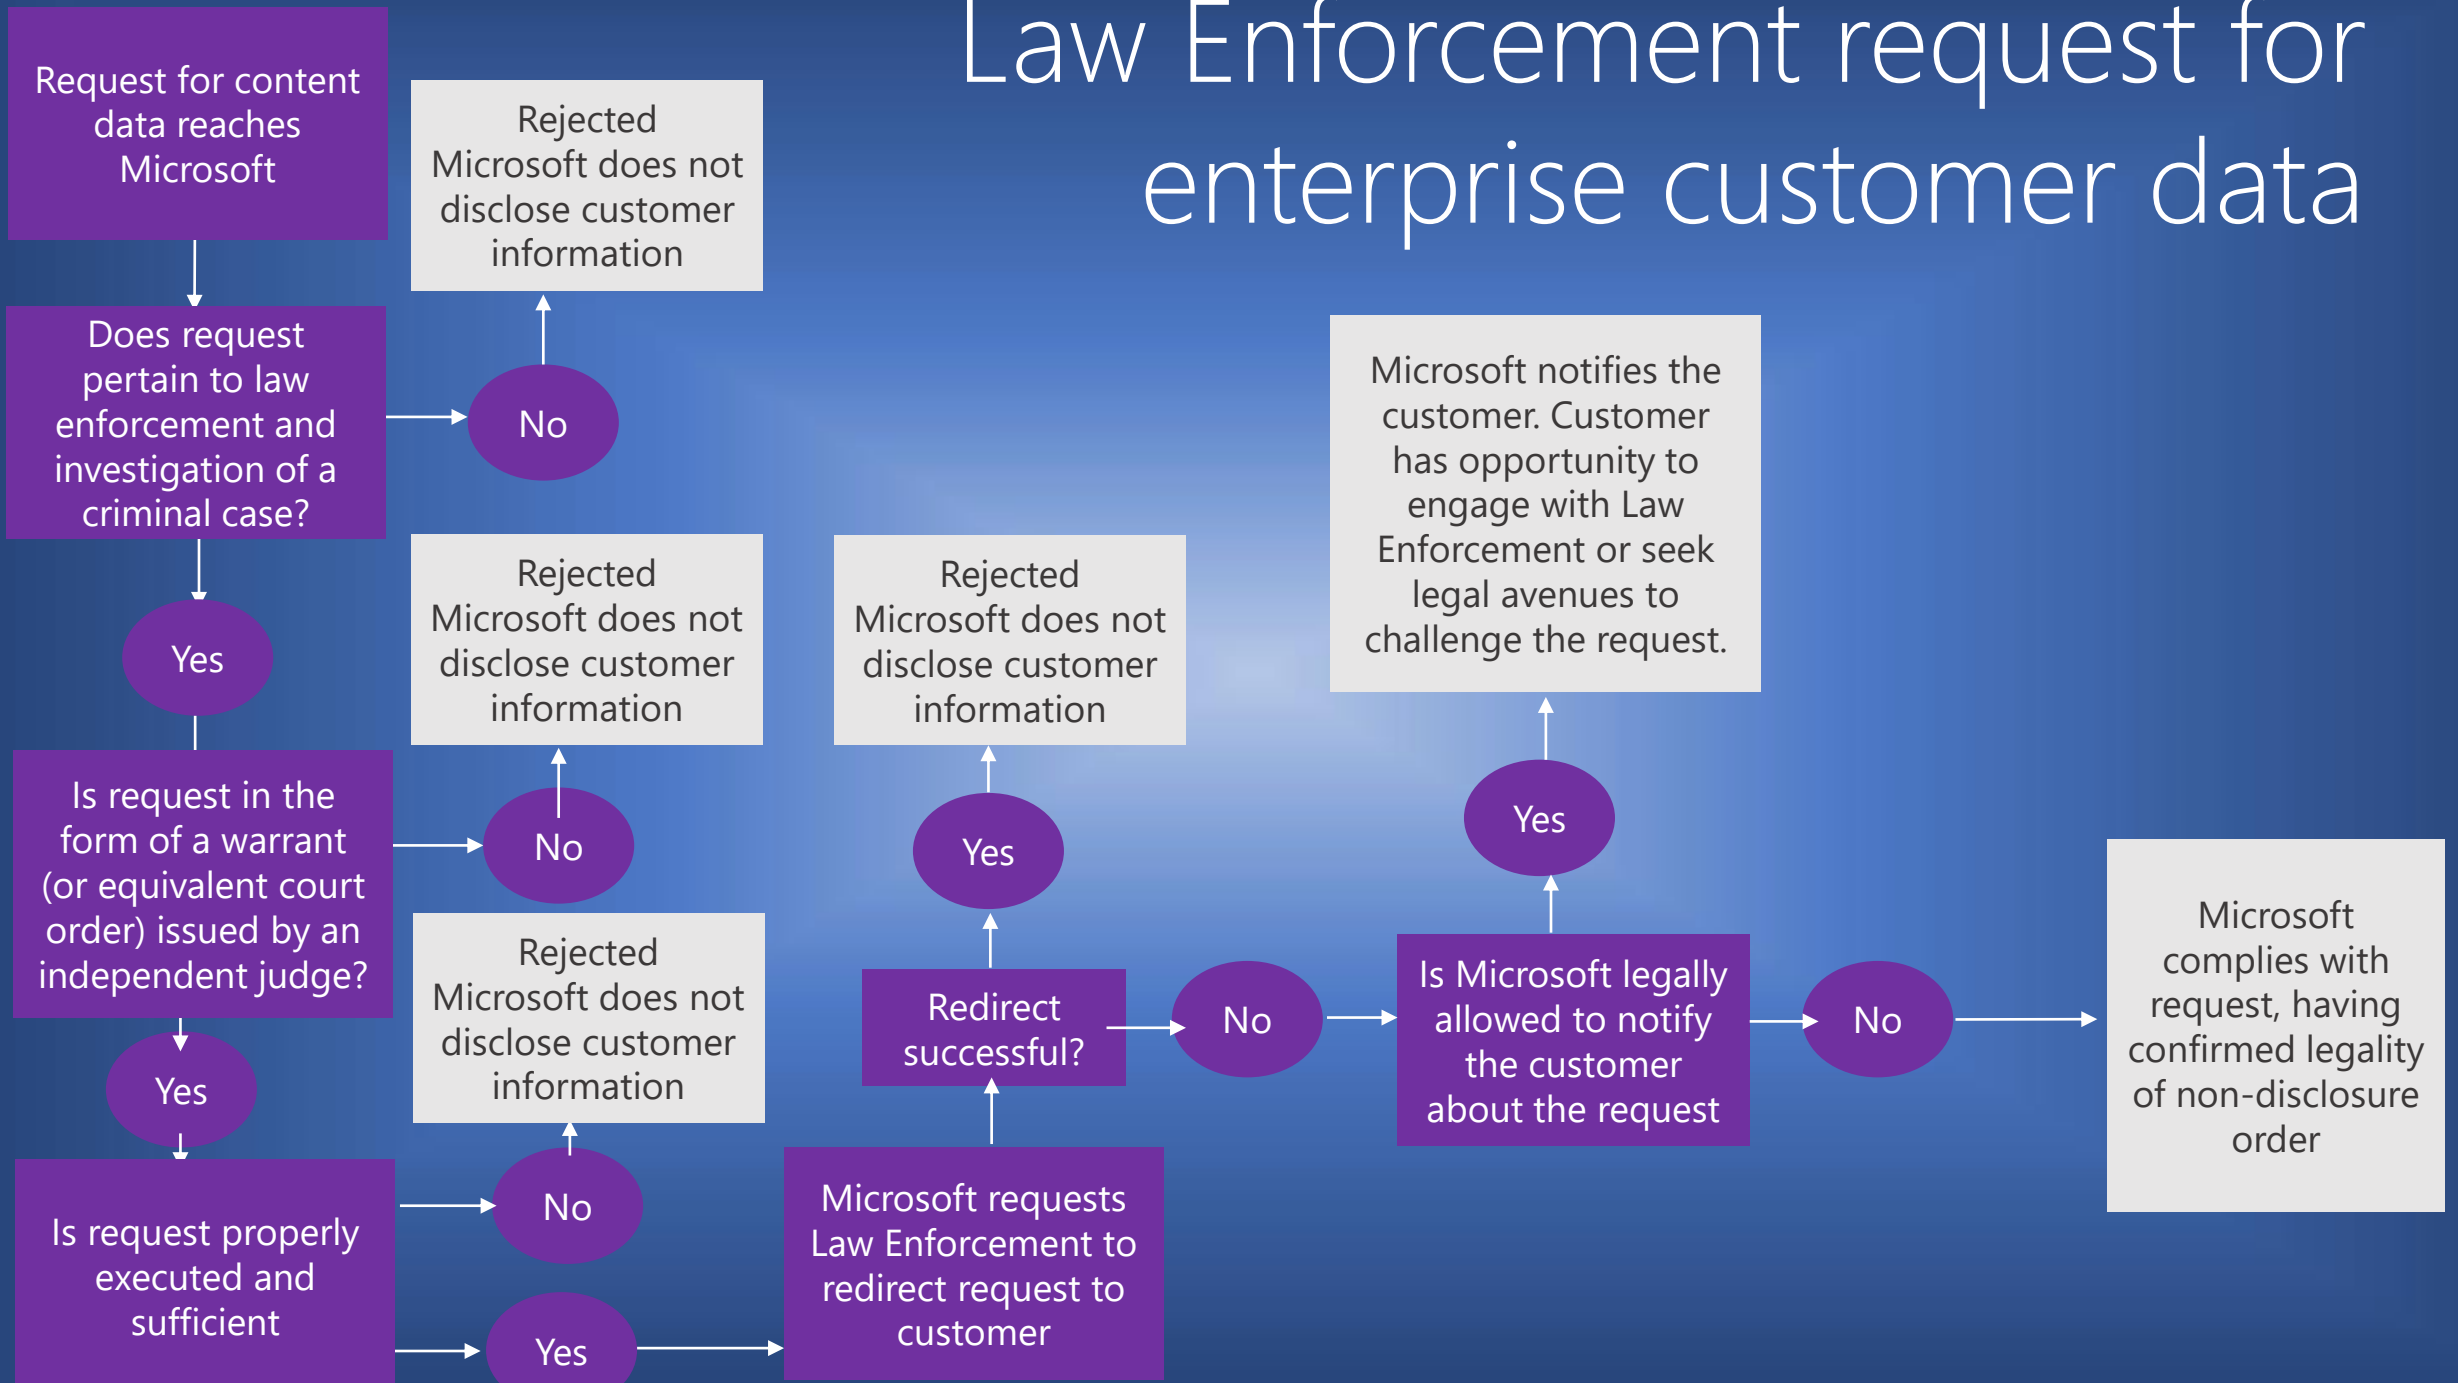 Law Enforcement request for
enterprise customer data
Request for content
data reaches
Microsoft
Rejected
Microsoft does not
disclose customer
information
Does request
pertain to law
enforcement and
investigation of a
criminal case?
No
Yes
Rejected
Microsoft does not
disclose customer
information
Is request in the
form of a warrant
(or equivalent court
order) issued by an
independent judge?
No
Yes
Rejected
Microsoft does not
disclose customer
information
Is request properly
executed and
sufficient
No
Yes
Microsoft requests
Law Enforcement to
redirect request to
customer
Redirect
successful?
Yes
Rejected
Microsoft does not
disclose customer
information
No
Is Microsoft legally
allowed to notify
the customer
about the request
Yes
Microsoft notifies the
customer. Customer
has opportunity to
engage with Law
Enforcement or seek
legal avenues to
challenge the request.
No
Microsoft
complies with
request, having
confirmed legality
of non-disclosure
order